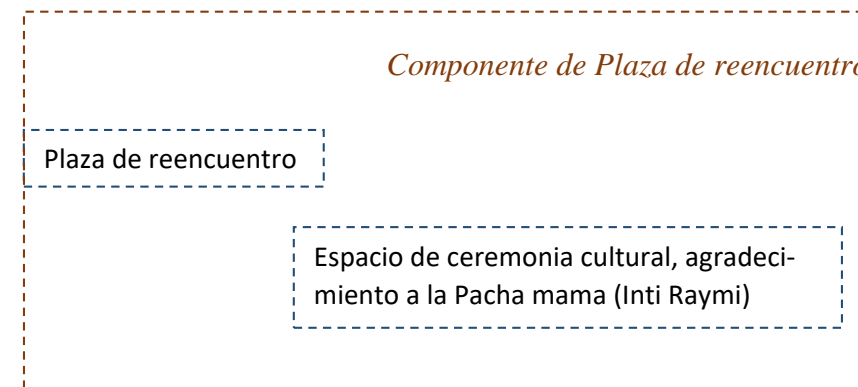 Componente de Plaza de reencuentro
Plaza de reencuentro
Espacio de ceremonia cultural, agradeci-
miento a la Pacha mama (Inti Raymi)